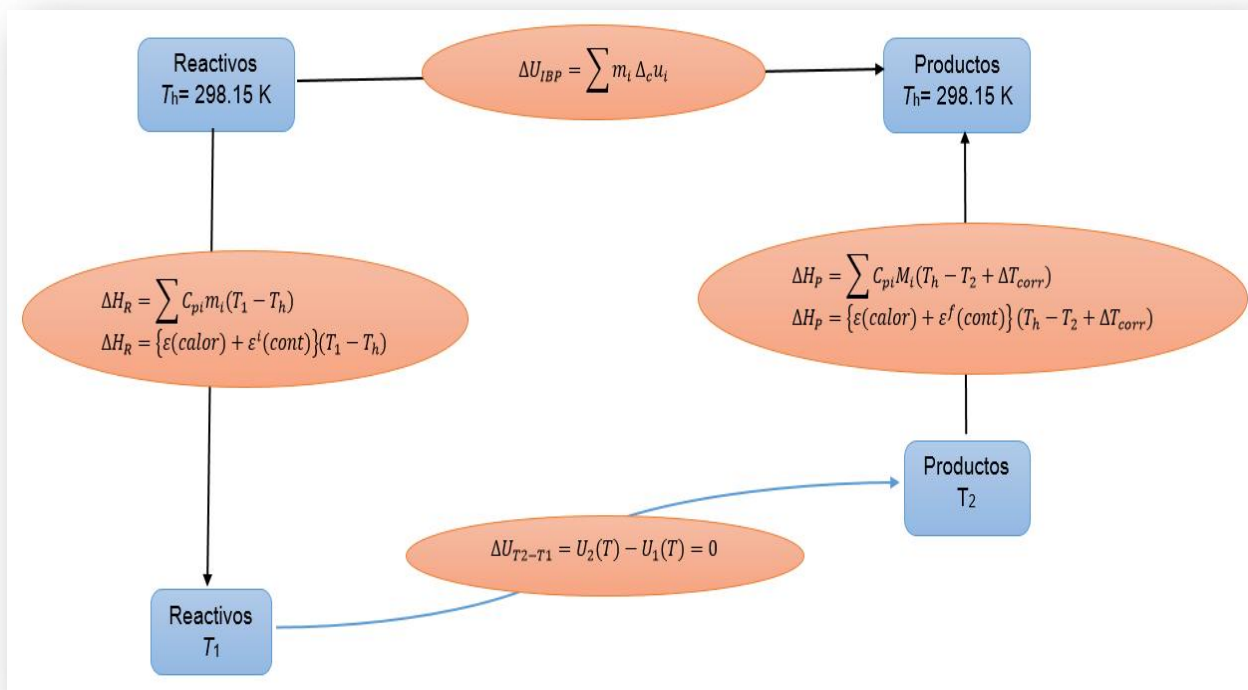 Reactivos
Th= 298.15 K
ΔU_IBP = ∑ m_i Δ_c u_i
Productos
Th= 298.15 K
ΔH_R = ∑ C_pi m_i (T_1 − T_h)
ΔH_R = {ε(calor) + ε^i(cont)}(T_1 − T_h)
ΔH_P = ∑ C_pi M_i (T_h − T_2 + ΔT_corr)
ΔH_P = {ε(calor) + ε^f(cont)} (T_h − T_2 + ΔT_corr)
Productos
T_2
ΔU_T2−T1 = U_2(T) − U_1(T) = 0
Reactivos
T_1